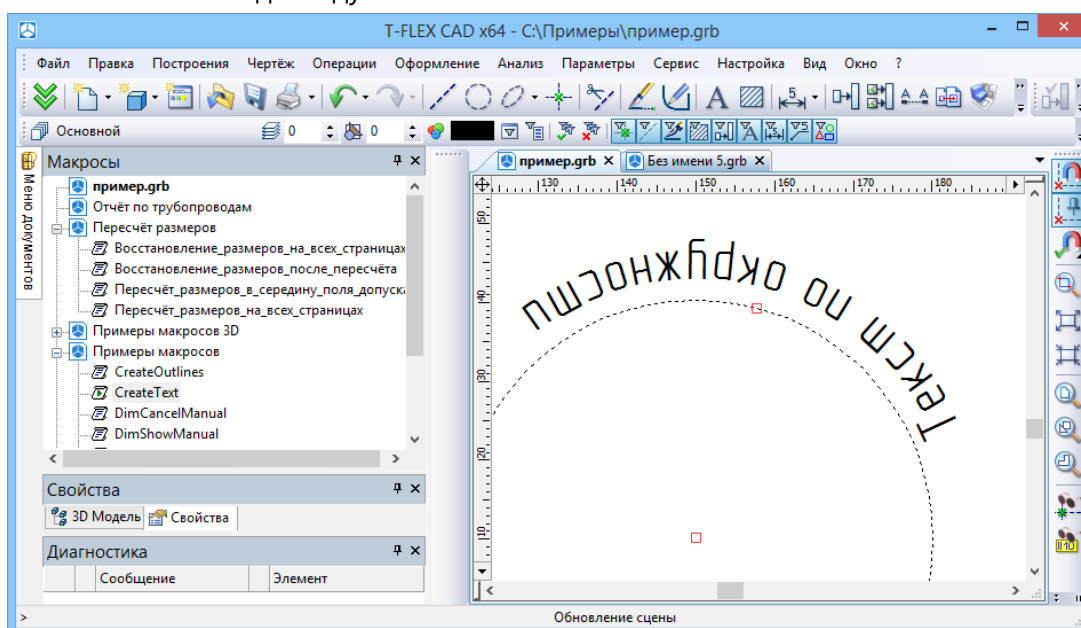 T-FLEX CAD x64 - C:\Примеры\пример.grb
Файл Правка Построения Чертёж Операции Оформление Анализ Параметры Сервис Настройка Вид Окно ?
Основной 0 0
Меню документов
Макросы
пример.grb
Отчёт по трубопроводам
Пересчёт размеров
Восстановление_размеров_на_всех_страницах
Восстановление_размеров_после_пересчёта
Пересчёт_размеров_в_середину_поля_допуска
Пересчёт_размеров_на_всех_страницах
Примеры макросов 3D
Примеры макросов
CreateOutlines
CreateText
DimCancelManual
DimShowManual
Свойства
3D Модель Свойства
Диагностика
Сообщение Элемент
пример.grb Без имени 5.grb
130 140 150 160 170 180
50
40
30
20
10
Текст по окружности
> Обновление сцены